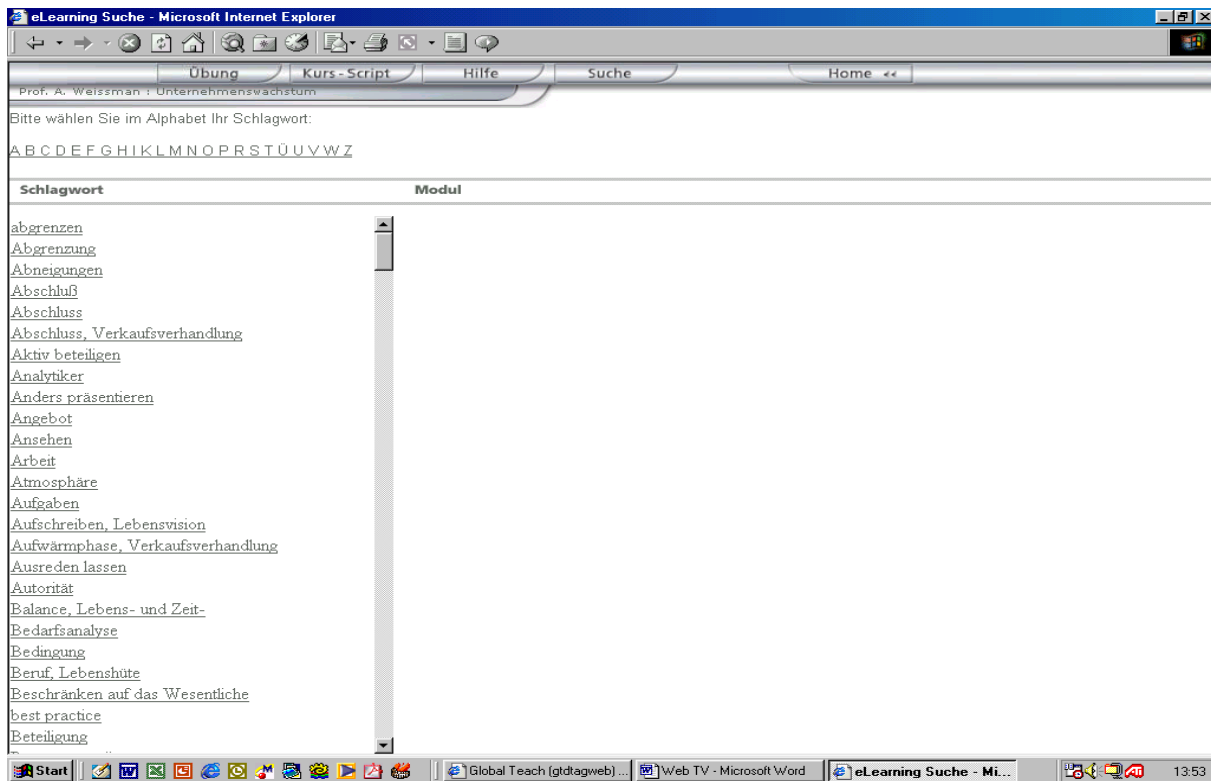 eLearning Suche - Microsoft Internet Explorer
Übung Kurs-Script Hilfe Suche Home <<
Prof. A. Weissman : Unternehmenswachstum
Bitte wählen Sie im Alphabet Ihr Schlagwort:
A B C D E F G H I K L M N O P R S T Ü U V W Z
Schlagwort Modul
abgrenzen
Abgrenzung
Abneigungen
Abschluß
Abschluss
Abschluss, Verkaufsverhandlung
Aktiv beteiligen
Analytiker
Anders präsentieren
Angebot
Ansehen
Arbeit
Atmosphäre
Aufgaben
Aufschreiben, Lebensvision
Aufwärmphase, Verkaufsverhandlung
Ausreden lassen
Autorität
Balance, Lebens- und Zeit-
Bedarfsanalyse
Bedingung
Beruf, Lebenshüte
Beschränken auf das Wesentliche
best practice
Beteiligung
Start Global Teach (gtdtagweb) ... Web TV - Microsoft Word eLearning Suche - Mi... 13:53